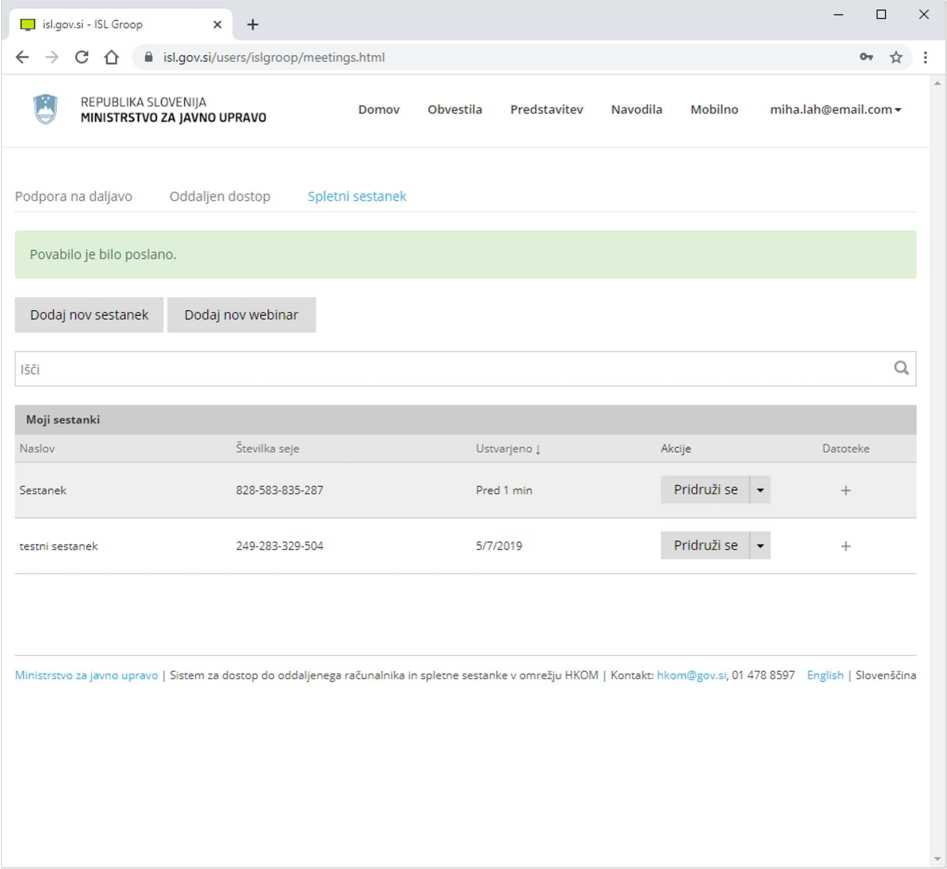 isl.gov.si - ISL Groop
isl.gov.si/users/islgroop/meetings.html
REPUBLIKA SLOVENIJA
MINISTRSTVO ZA JAVNO UPRAVO
Domov Obvestila Predstavitev Navodila Mobilno miha.lah@email.com
Podpora na daljavo Oddaljen dostop Spletni sestanek
Povabilo je bilo poslano.
Dodaj nov sestanek Dodaj nov webinar
Išči
Moji sestanki
Naslov Številka seje Ustvarjeno ↓ Akcije Datoteke
Sestanek 828-583-835-287 Pred 1 min Pridruži se +
testni sestanek 249-283-329-504 5/7/2019 Pridruži se +
Ministrstvo za javno upravo | Sistem za dostop do oddaljenega računalnika in spletne sestanke v omrežju HKOM | Kontakt: hkom@gov.si, 01 478 8597 English | Slovenščina